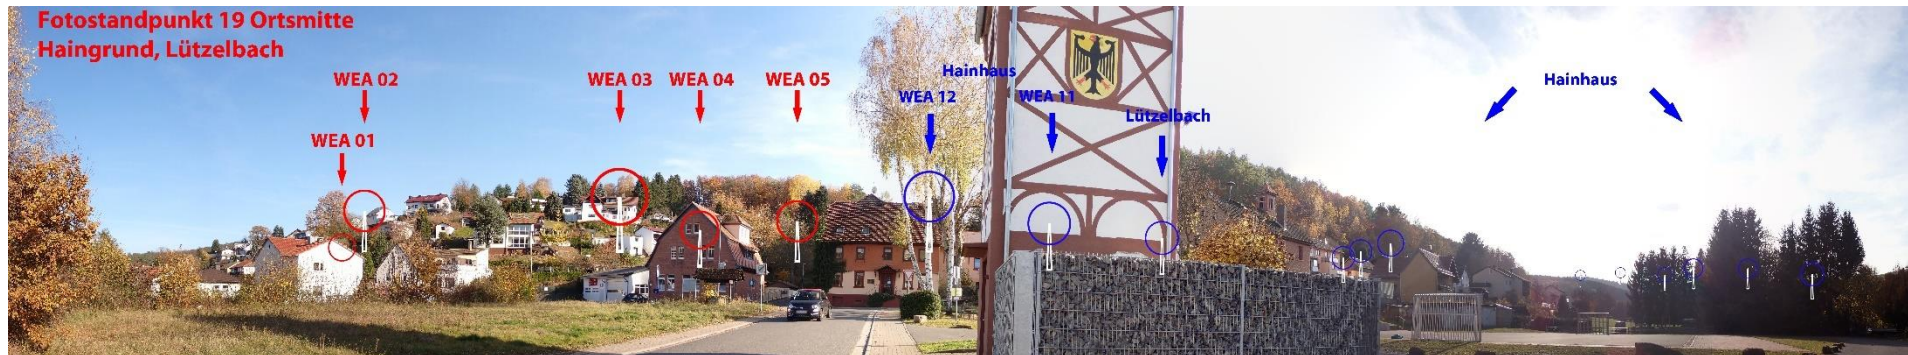 Fotostandpunkt 19 Ortsmitte
Haingrund, Lützelbach
WEA 02
WEA 01
WEA 03
WEA 04
WEA 05
Hainhaus
WEA 12
WEA 11
Lützelbach
Hainhaus